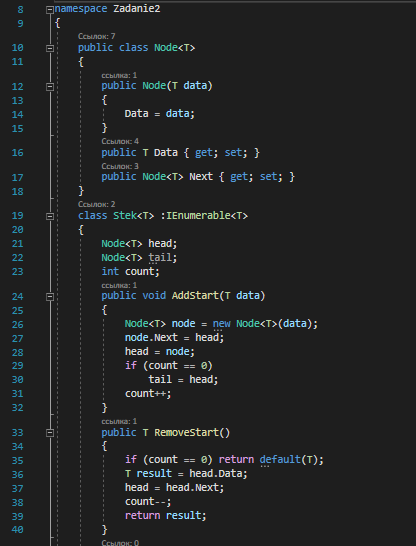 8 namespace Zadanie2
9 {
Ссылок: 7
10 public class Node<T>
11 {
ссылка: 1
12 public Node(T data)
13 {
14 Data = data;
15 }
Ссылок: 4
16 public T Data { get; set; }
Ссылок: 3
17 public Node<T> Next { get; set; }
18 }
Ссылок: 2
19 class Stek<T> :IEnumerable<T>
20 {
21 Node<T> head;
22 Node<T> tail;
23 int count;
ссылка: 1
24 public void AddStart(T data)
25 {
26 Node<T> node = new Node<T>(data);
27 node.Next = head;
28 head = node;
29 if (count == 0)
30 tail = head;
31 count++;
32 }
ссылка: 1
33 public T RemoveStart()
34 {
35 if (count == 0) return default(T);
36 T result = head.Data;
37 head = head.Next;
38 count--;
39 return result;
40 }
Ссылок: 0